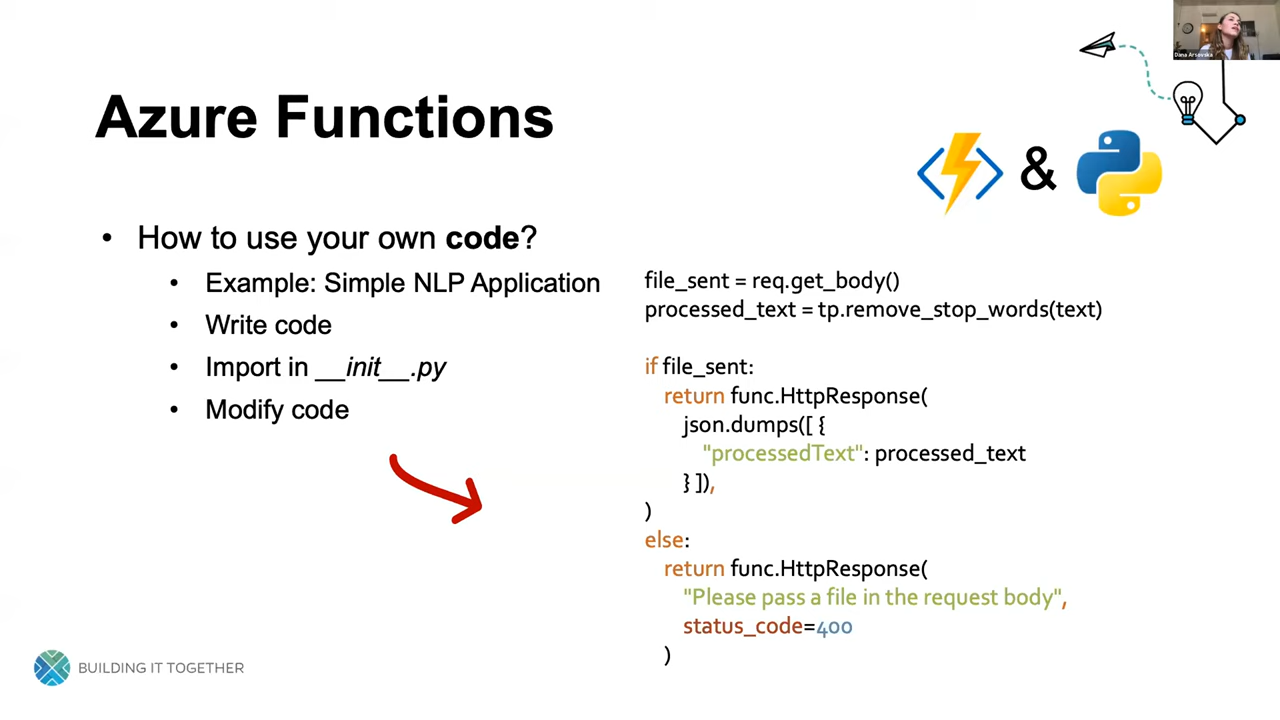 Dana Arsovska
Azure Functions
&
• How to use your own code?
• Example: Simple NLP Application
• Write code
• Import in __init__.py
• Modify code
file_sent = req.get_body()
processed_text = tp.remove_stop_words(text)
if file_sent:
return func.HttpResponse(
json.dumps([ {
"processedText": processed_text
} ]),
)
else:
return func.HttpResponse(
"Please pass a file in the request body",
status_code=400
)
BUILDING IT TOGETHER